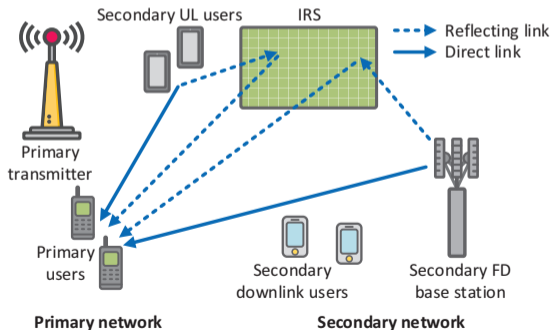 Secondary UL users
IRS
Reflecting link
Direct link
Primary
transmitter
Primary
users
Secondary
downlink users
Secondary FD
base station
Primary network
Secondary network